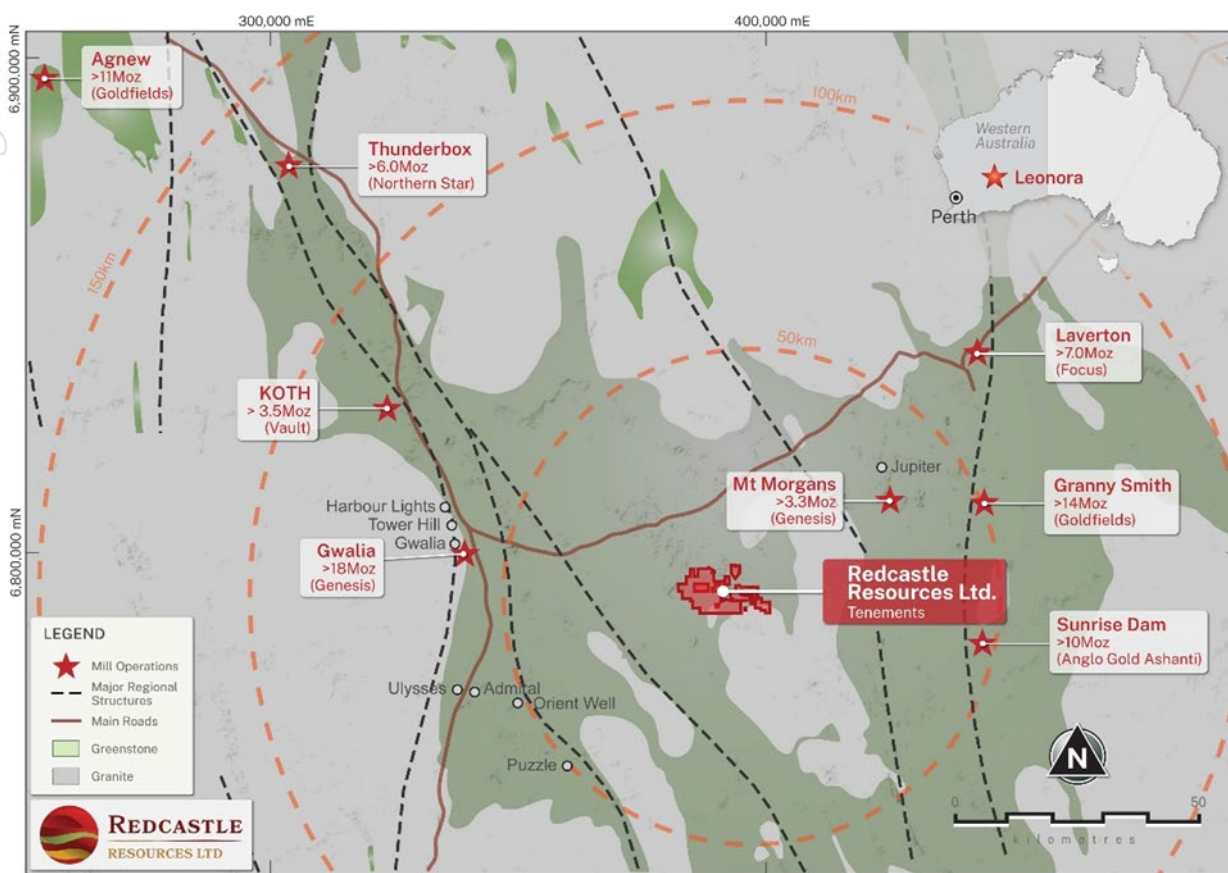 300,000 mE
400,000 mE
6,900,000 mN
6,800,000 mN
Agnew
>11Moz
(Goldfields)
Thunderbox
>6.0Moz
(Northern Star)
100km
150km
50km
Western
Australia
Leonora
Perth
Laverton
>7.0Moz
(Focus)
KOTH
> 3.5Moz
(Vault)
Jupiter
Mt Morgans
>3.3Moz
(Genesis)
Granny Smith
>14Moz
(Goldfields)
Harbour Lights
Tower Hill
Gwalia
Gwalia
>18Moz
(Genesis)
Redcastle
Resources Ltd.
Tenements
Sunrise Dam
>10Moz
(Anglo Gold Ashanti)
Ulysses
Admital
Orient Well
Puzzle
LEGEND
Mill Operations
Major Regional
Structures
Main Roads
Greenstone
Granite
N
0
50
kilometres
REDCASTLE
RESOURCES LTD